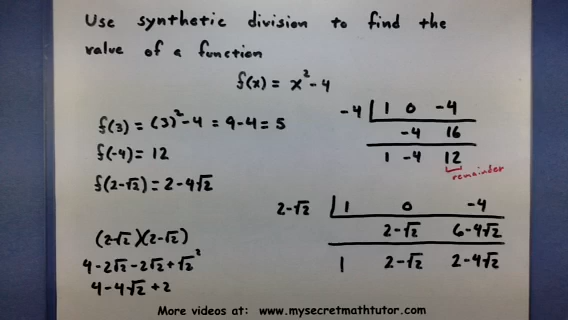 Use synthetic division to find the
value of a function
f(x) = x² - 4
f(3) = (3)² - 4 = 9 - 4 = 5
f(-4) = 12
f(2-√2) = 2 - 4√2
(2-√2)(2-√2)
4 - 2√2 - 2√2 + √2²
4 - 4√2 + 2
-4 | 1 0 -4
-4 16
1 -4 12
remainder
2-√2 | 1 0 -4
2-√2 6-4√2
1 2-√2 2-4√2
More videos at: www.mysecretmathtutor.com